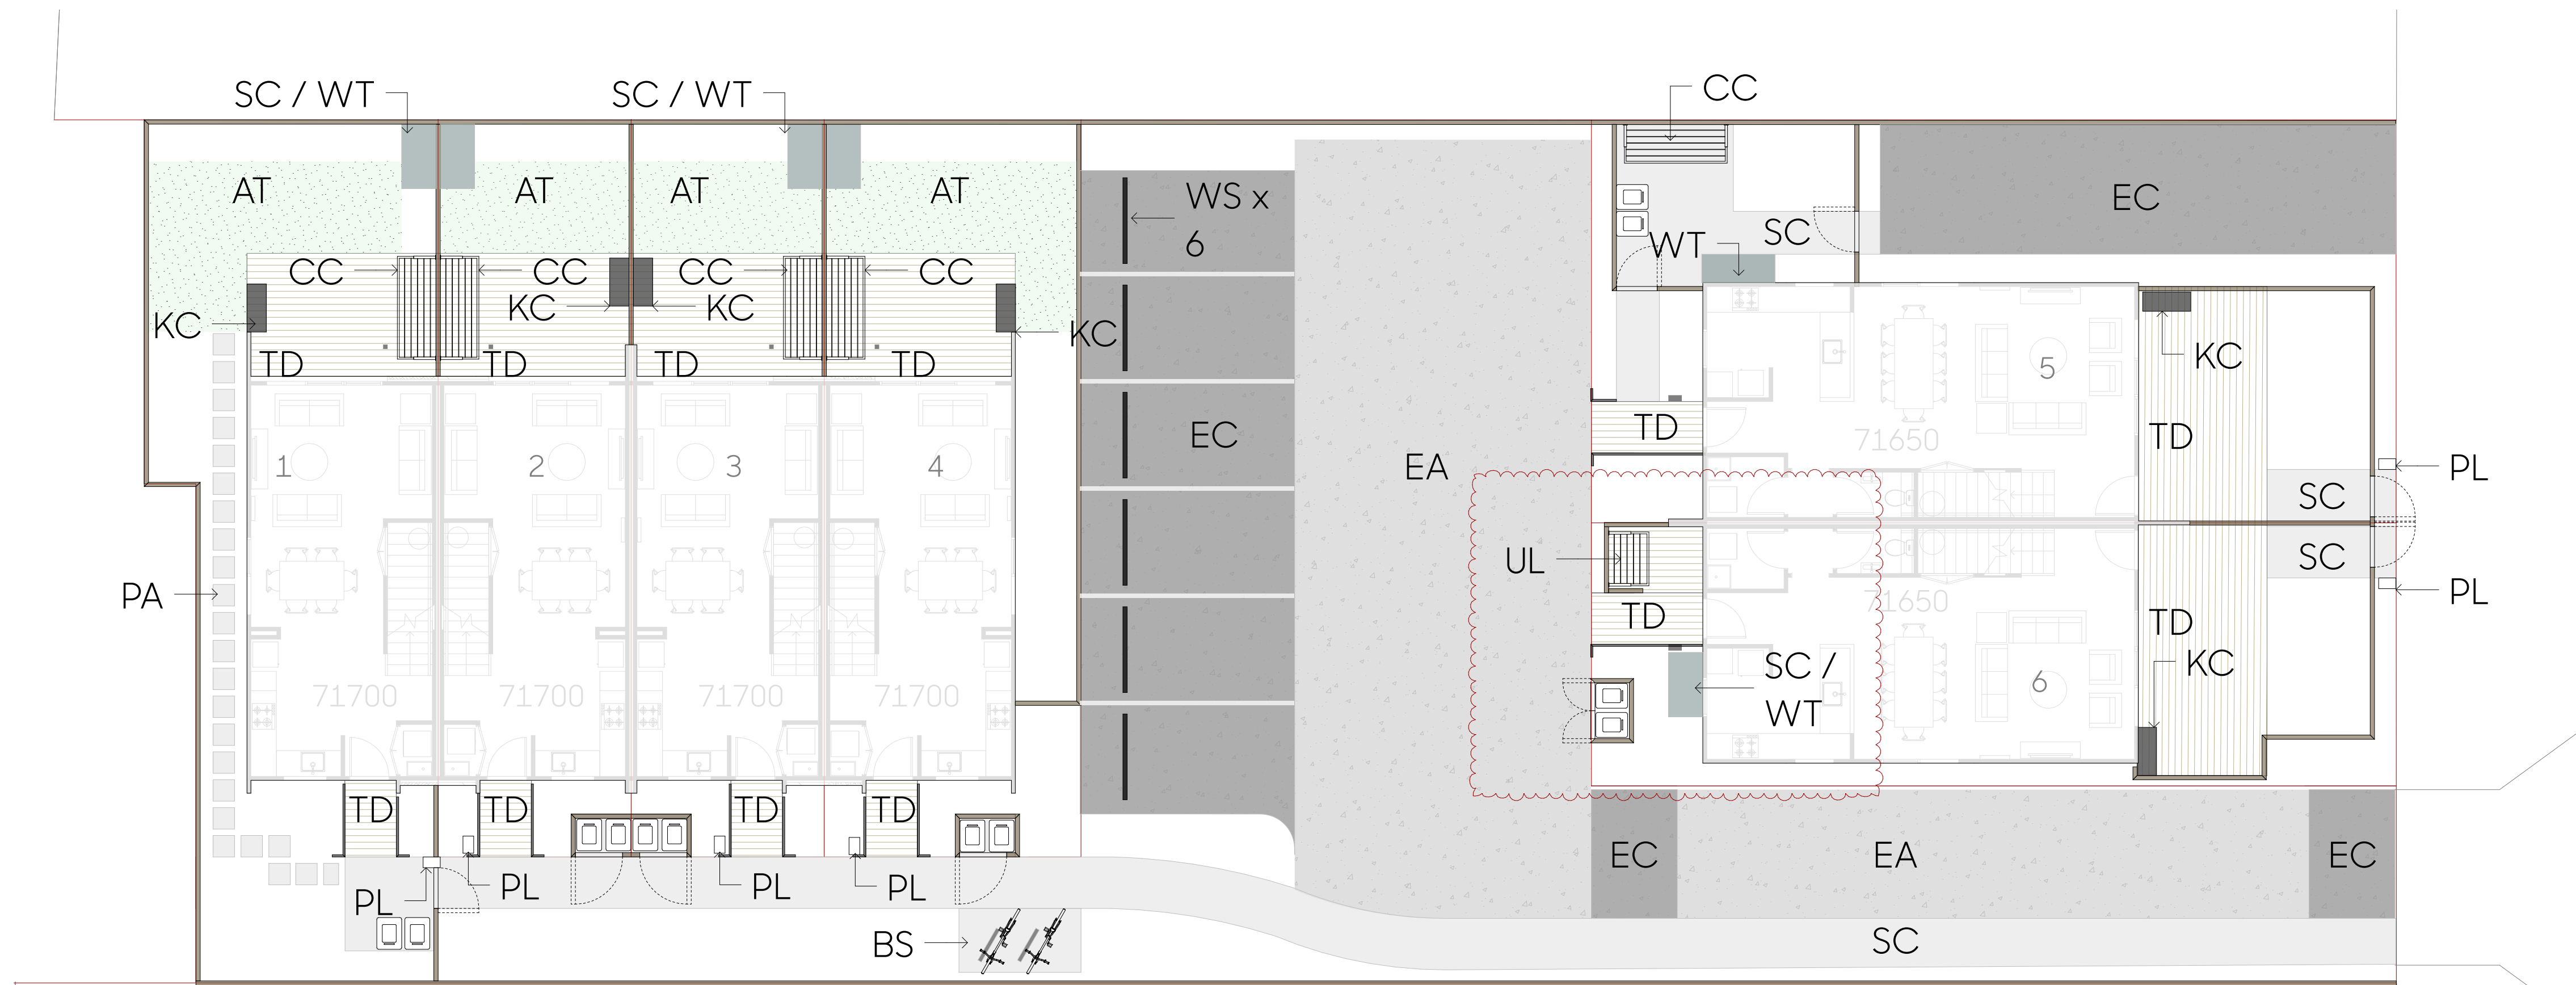 SC / WT
SC / WT
CC
AT
AT
AT
AT
WS x
6
EC
WT
SC
CC
CC
CC
CC
KC
KC
KC
KC
TD
TD
TD
TD
KC
5
TD
EC
TD
71650
EA
1
2
3
4
PL
SC
UL
SC
PA
PL
71650
TD
TD
KC
SC /
WT
6
71700
71700
71700
71700
TD
TD
TD
TD
EC
EA
EC
PL
PL
PL
PL
BS
SC